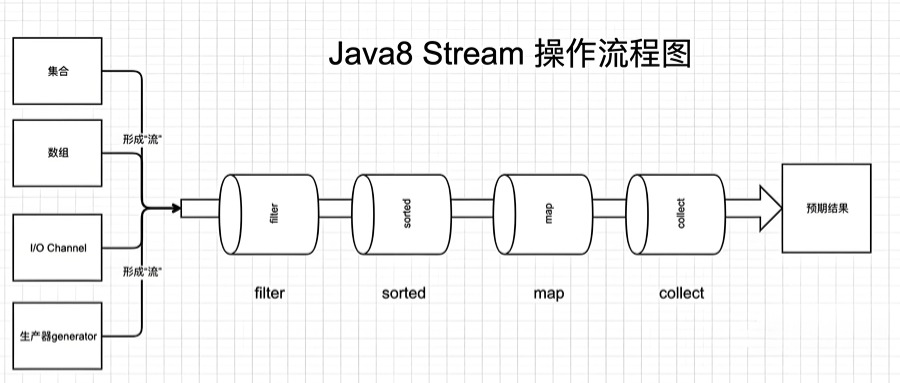 Java8 Stream 操作流程图
集合
形成“流”
数组
I/O Channel
形成“流”
生产器generator
filter
sorted
map
collect
预期结果
filter
sorted
map
collect